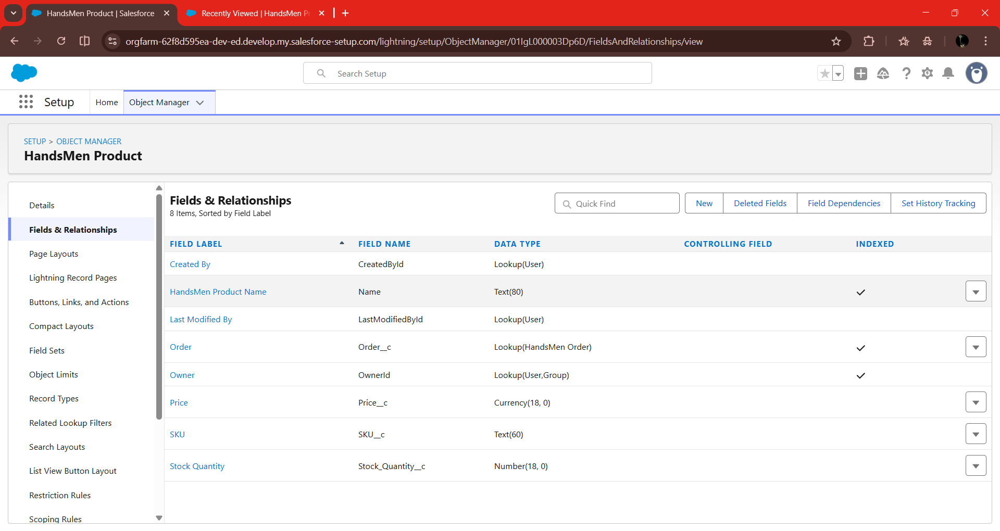 HandsMen Product | Salesforce
Recently Viewed | HandsMen Pr
orgfarm-62f8d595ea-dev-ed.develop.my.salesforce-setup.com/lightning/setup/ObjectManager/01IgL000003Dp6D/FieldsAndRelationships/view
Search Setup
Setup
Home
Object Manager
SETUP > OBJECT MANAGER
HandsMen Product
Details
Fields & Relationships
Page Layouts
Lightning Record Pages
Buttons, Links, and Actions
Compact Layouts
Field Sets
Object Limits
Record Types
Related Lookup Filters
Search Layouts
List View Button Layout
Restriction Rules
Scoping Rules
Fields & Relationships
8 Items, Sorted by Field Label
Quick Find
New
Deleted Fields
Field Dependencies
Set History Tracking
FIELD LABEL FIELD NAME DATA TYPE CONTROLLING FIELD INDEXED
Created By CreatedById Lookup(User)
HandsMen Product Name Name Text(80)
Last Modified By LastModifiedById Lookup(User)
Order Order__c Lookup(HandsMen Order)
Owner OwnerId Lookup(User,Group)
Price Price__c Currency(18, 0)
SKU SKU__c Text(60)
Stock Quantity Stock_Quantity__c Number(18, 0)